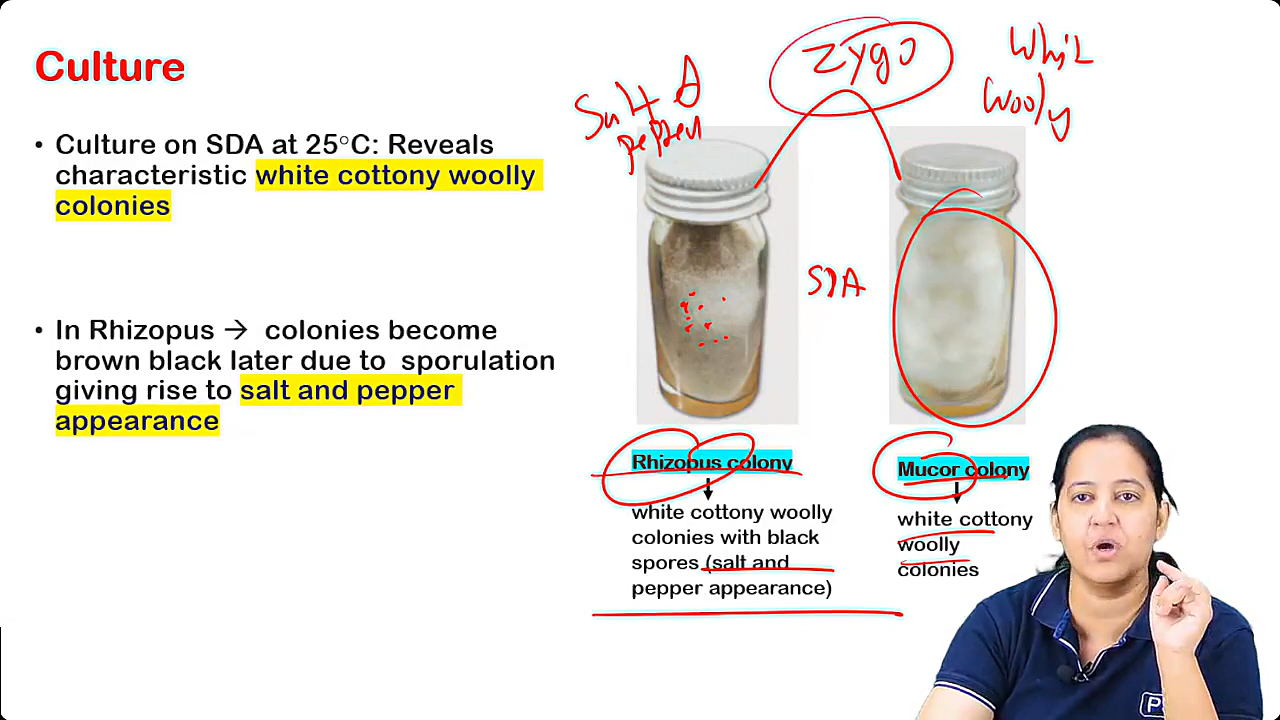 Culture
• Culture on SDA at 25°C: Reveals
characteristic white cottony woolly
colonies
• In Rhizopus → colonies become
brown black later due to sporulation
giving rise to salt and pepper
appearance
Zygo
Salt &
pepper
White
Wooly
SDA
Rhizopus colony
white cottony woolly
colonies with black
spores (salt and
pepper appearance)
Mucor colony
white cottony
woolly
colonies
P